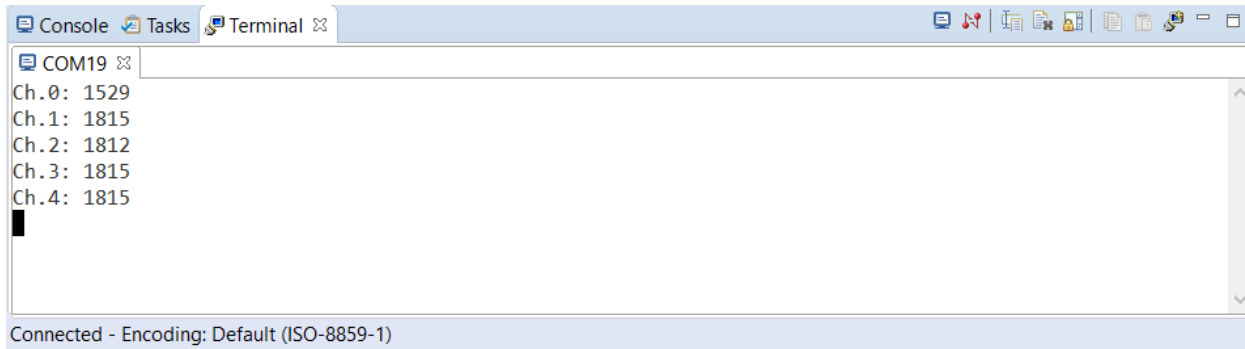 Console Tasks Terminal
COM19
Ch.0: 1529
Ch.1: 1815
Ch.2: 1812
Ch.3: 1815
Ch.4: 1815
Connected - Encoding: Default (ISO-8859-1)